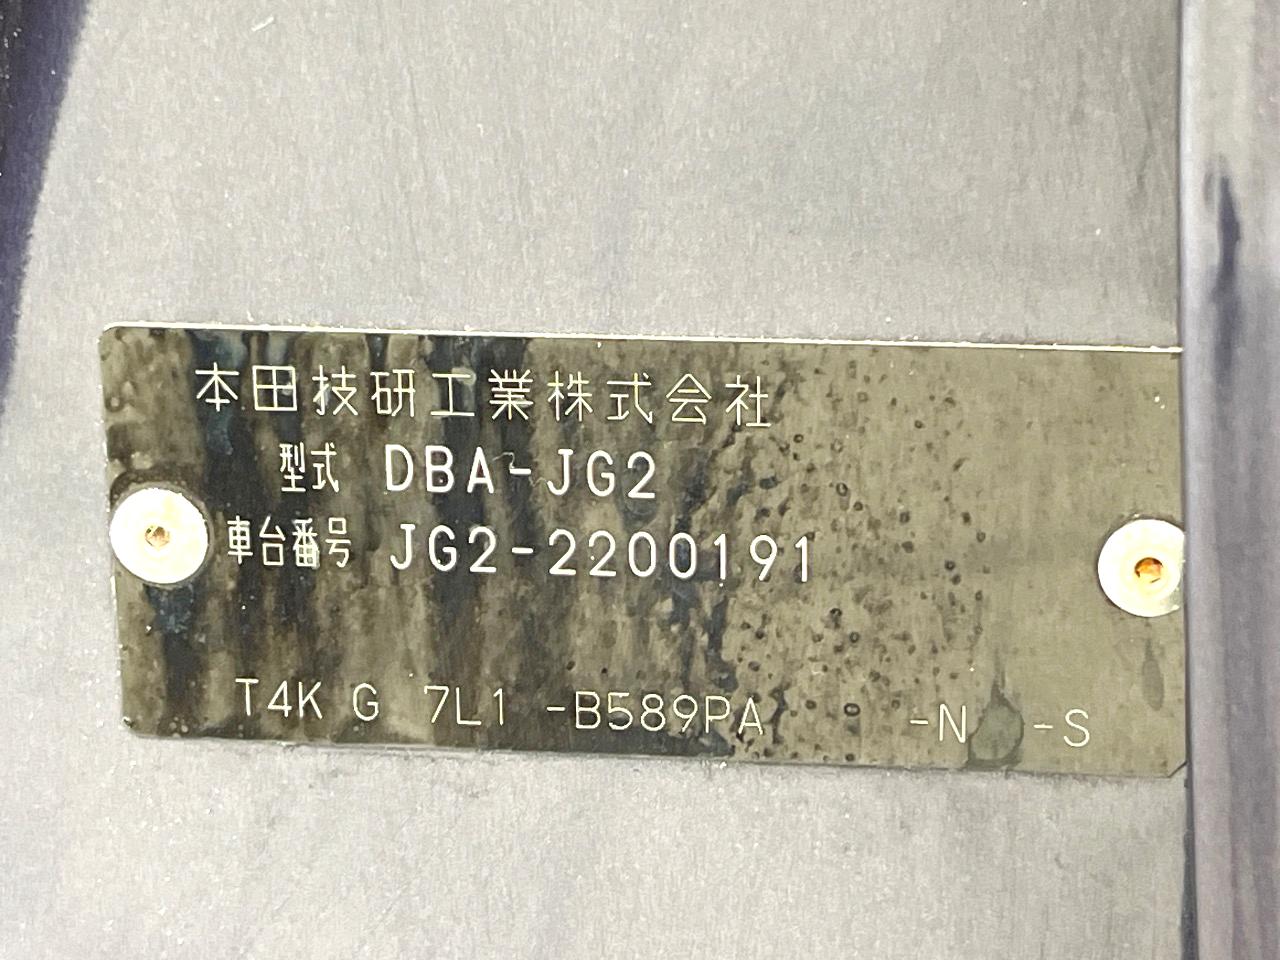 本田技研工業株式会社
型式 DBA-JG2
車台番号 JG2-2200191
T4K G 7L1 -B589PA -N -S